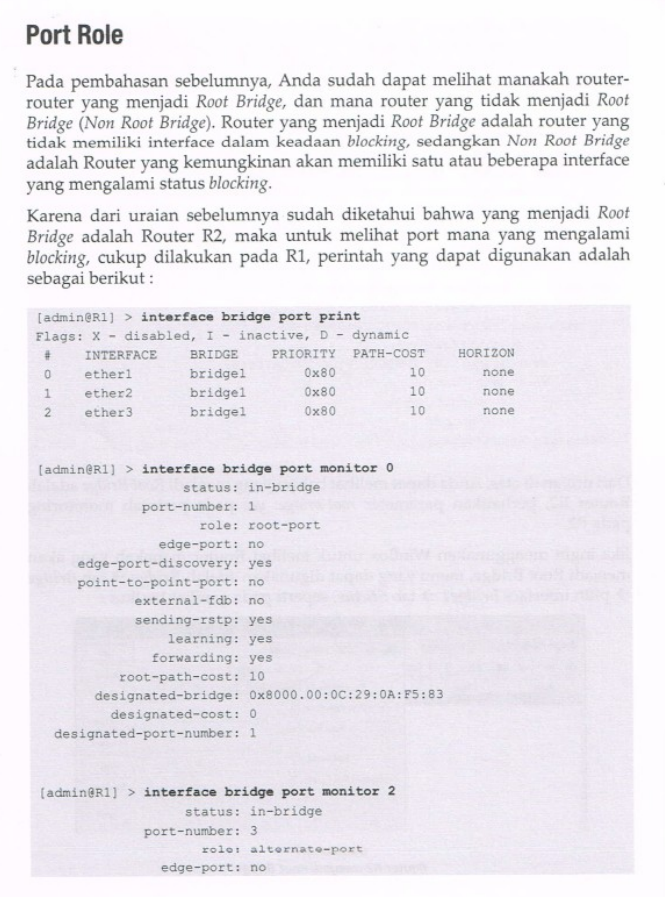 Port Role
Pada pembahasan sebelumnya, Anda sudah dapat melihat manakah router-
router yang menjadi Root Bridge, dan mana router yang tidak menjadi Root
Bridge (Non Root Bridge). Router yang menjadi Root Bridge adalah router yang
tidak memiliki interface dalam keadaan blocking, sedangkan Non Root Bridge
adalah Router yang kemungkinan akan memiliki satu atau beberapa interface
yang mengalami status blocking.
Karena dari uraian sebelumnya sudah diketahui bahwa yang menjadi Root
Bridge adalah Router R2, maka untuk melihat port mana yang mengalami
blocking, cukup dilakukan pada R1, perintah yang dapat digunakan adalah
sebagai berikut :
[admin@R1] > interface bridge port print
Flags: X - disabled, I - inactive, D - dynamic
# INTERFACE BRIDGE PRIORITY PATH-COST HORIZON
0 ether1 bridge1 0x80 10 none
1 ether2 bridge1 0x80 10 none
2 ether3 bridge1 0x80 10 none
[admin@R1] > interface bridge port monitor 0
status: in-bridge
port-number: 1
role: root-port
edge-port: no
edge-port-discovery: yes
point-to-point-port: no
external-fdb: no
sending-rstp: yes
learning: yes
forwarding: yes
root-path-cost: 10
designated-bridge: 0x8000.00:0C:29:0A:F5:83
designated-cost: 0
designated-port-number: 1
[admin@R1] > interface bridge port monitor 2
status: in-bridge
port-number: 3
role: alternate-port
edge-port: no